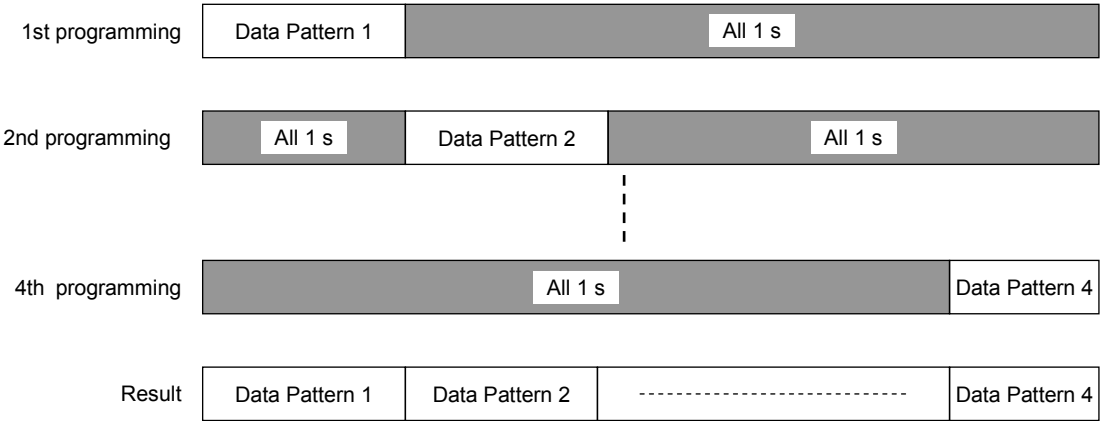 1st programming Data Pattern 1 All 1 s
2nd programming All 1 s Data Pattern 2 All 1 s
4th programming All 1 s Data Pattern 4
Result Data Pattern 1 Data Pattern 2 Data Pattern 4